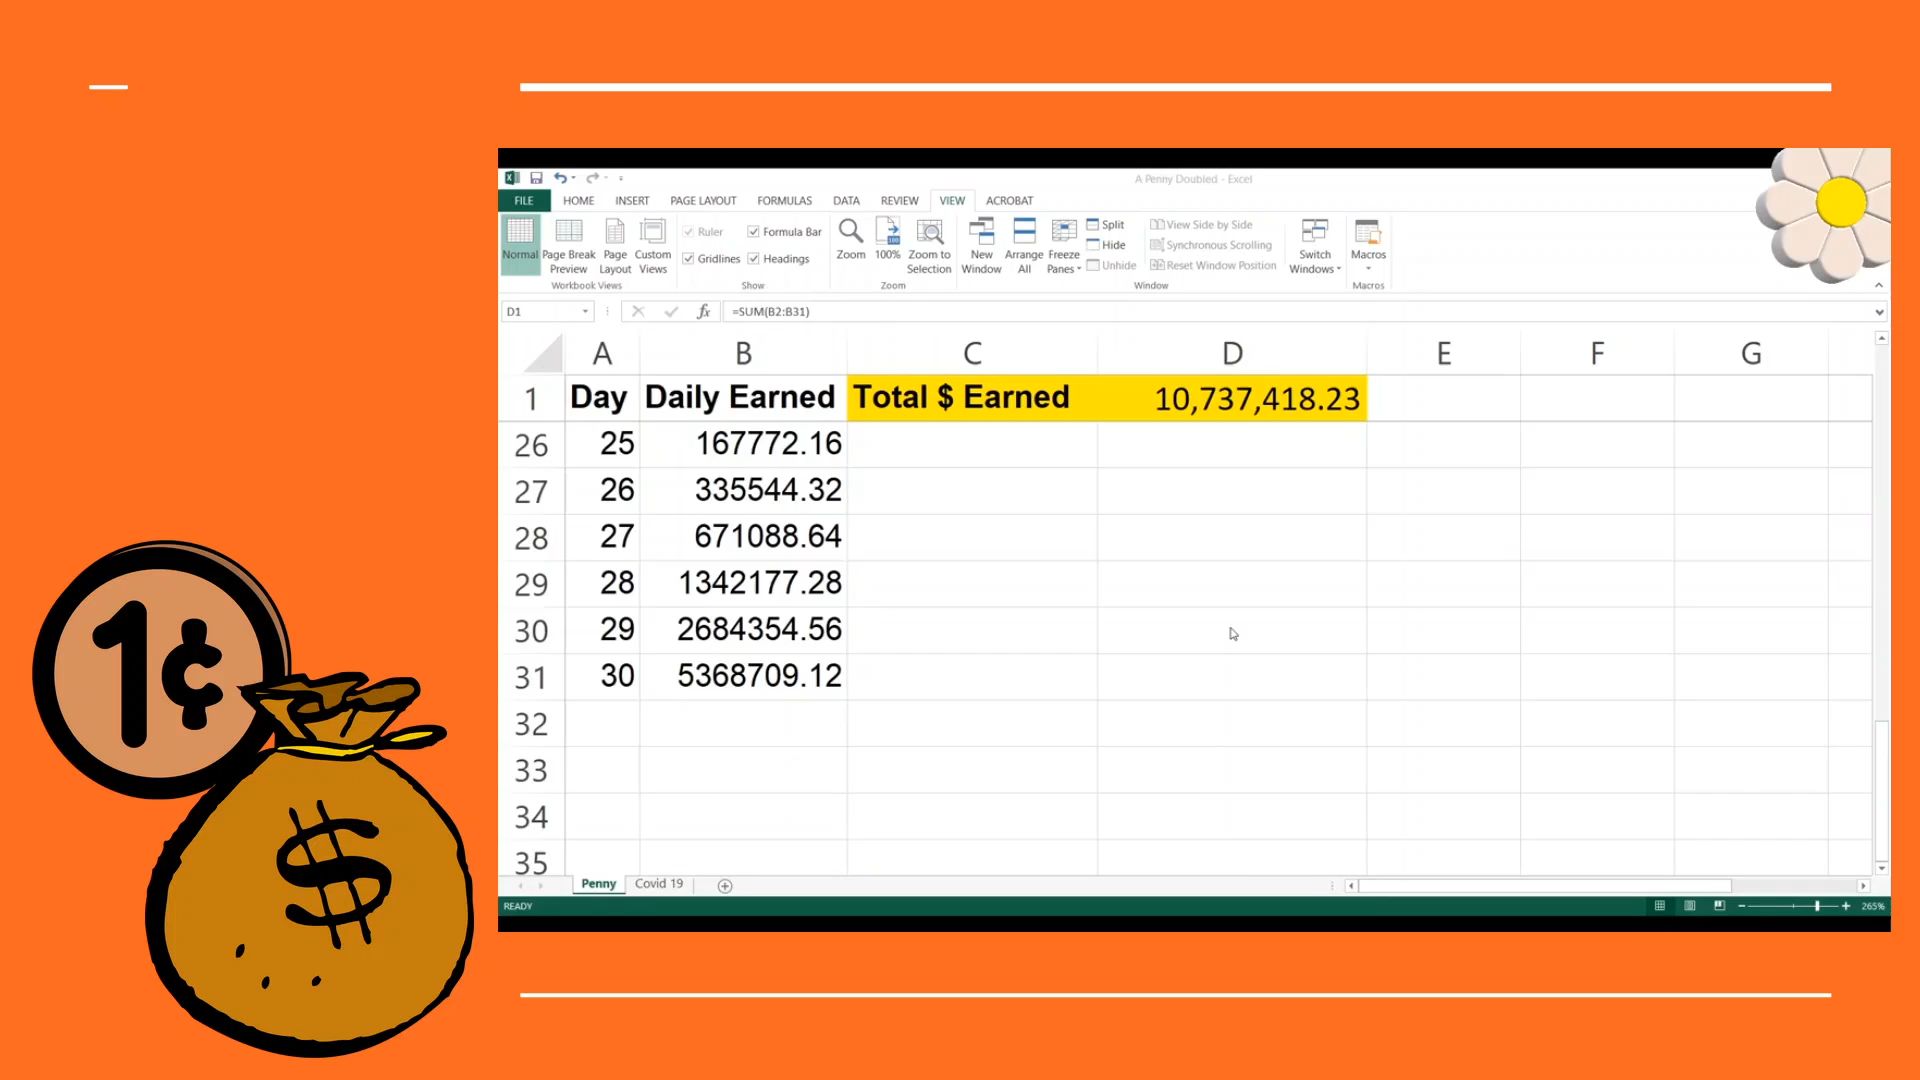 A Penny Doubled - Excel
FILE HOME INSERT PAGE LAYOUT FORMULAS DATA REVIEW VIEW ACROBAT
Normal Page Break Preview Page Layout Custom Views
Workbook Views
Ruler Formula Bar
Gridlines Headings
Show
Zoom 100% Zoom to Selection
Zoom
New Window Arrange All Freeze Panes
Split
Hide
Unhide
View Side by Side
Synchronous Scrolling
Reset Window Position
Switch Windows
Window
Macros
Macros
D1 fx =SUM(B2:B31)
A B C D E F G
1 Day Daily Earned Total $ Earned 10,737,418.23
26 25 167772.16
27 26 335544.32
28 27 671088.64
29 28 1342177.28
30 29 2684354.56
31 30 5368709.12
32
33
34
35
Penny Covid 19
READY 265%
1¢
$